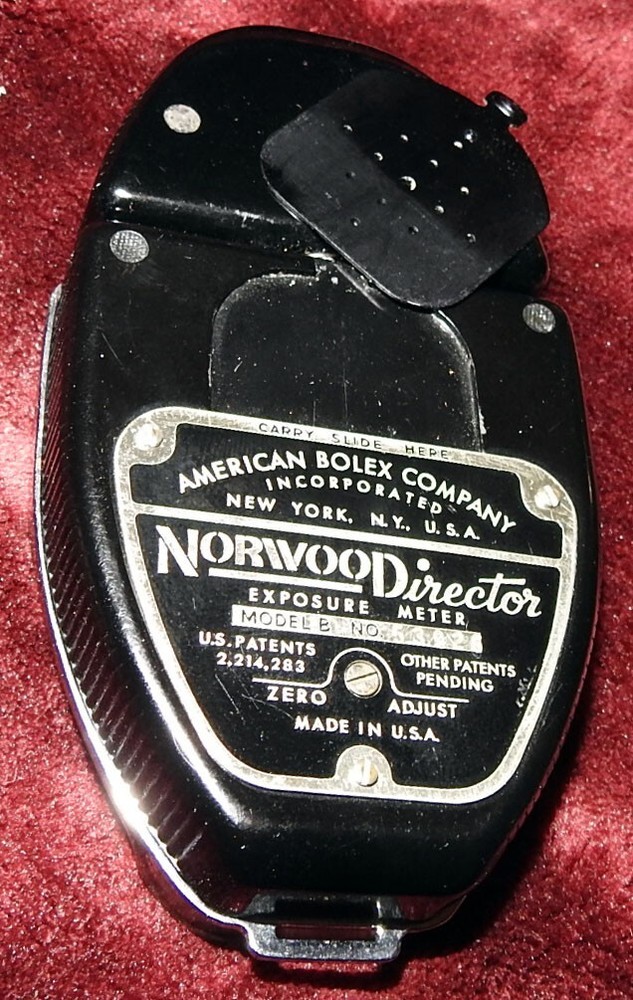 CARRY SLIDE HERE
AMERICAN BOLEX COMPANY
INCORPORATED
NEW YORK, N.Y., U.S.A.
NORWOOD Director
EXPOSURE METER
MODEL B NO.
U.S. PATENTS
2,214,283
OTHER PATENTS
PENDING
ZERO ADJUST
MADE IN U.S.A.